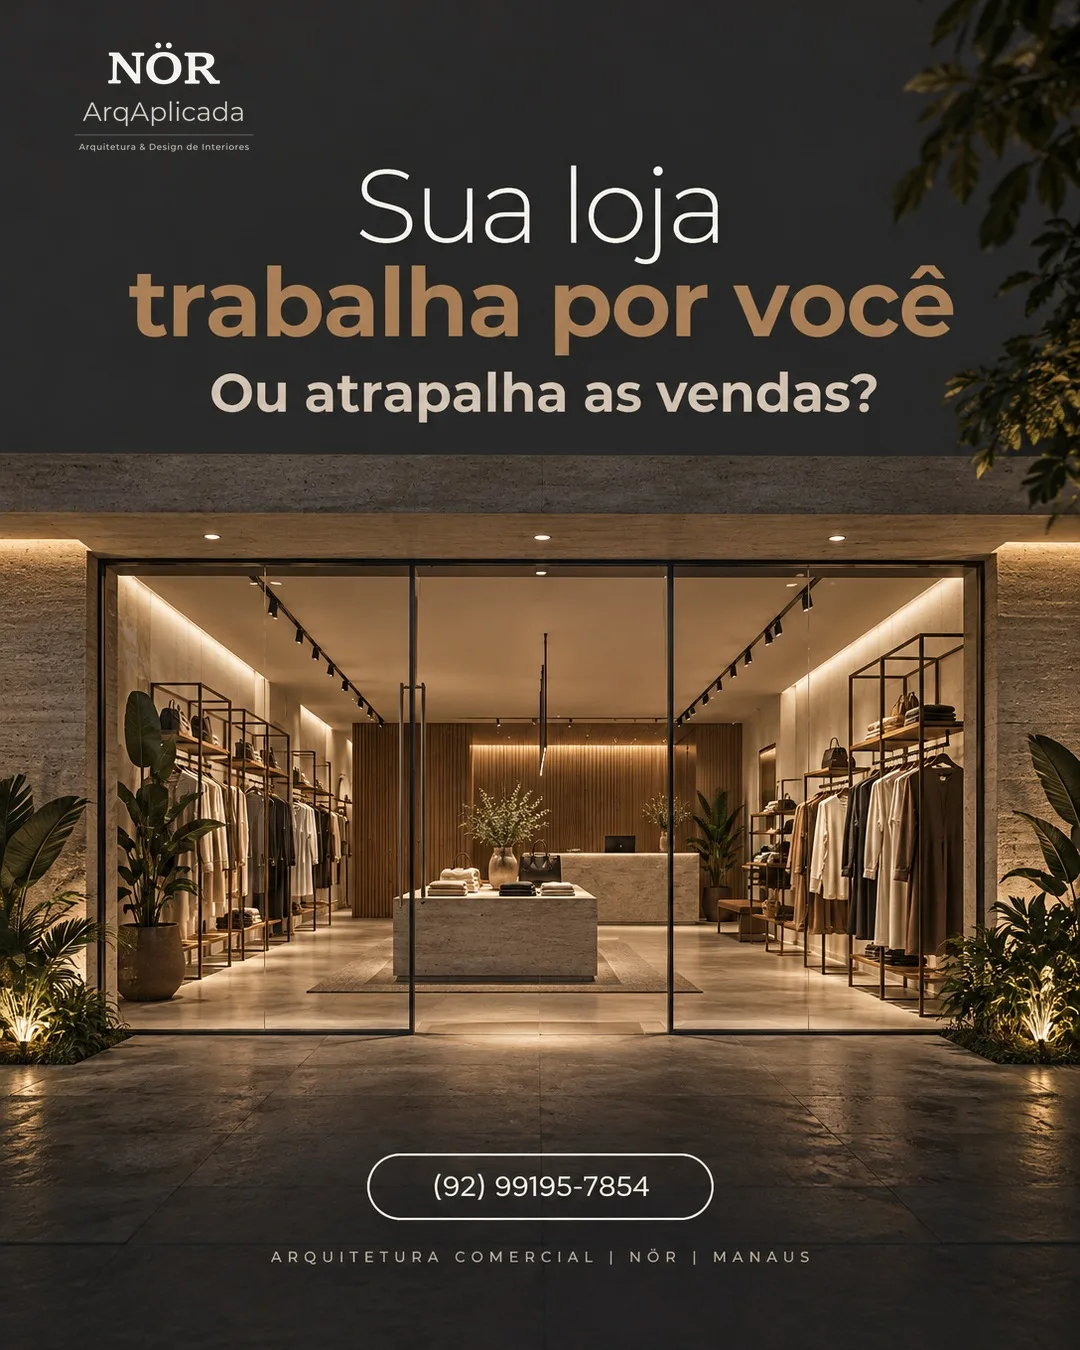 NÖR
ArqAplicada
Arquitetura & Design de Interiores
Sua loja
trabalha por você
Ou atrapalha as vendas?
(92) 99195-7854
ARQUITETURA COMERCIAL | NÖR | MANAUS